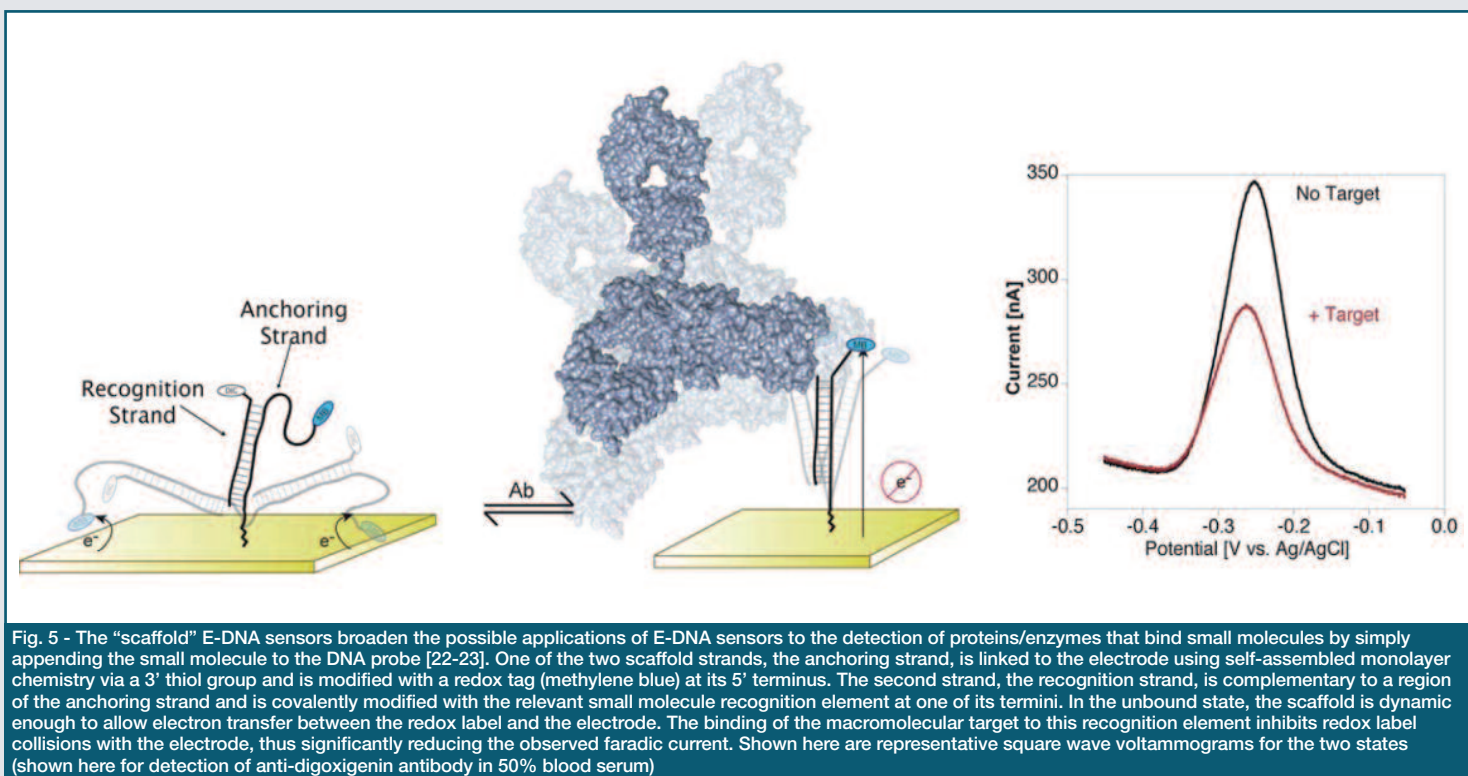 Anchoring
Strand
Recognition
Strand
MB
e-
e-
Ab
MB
e-
350
300
250
200
Current [nA]
No Target
+ Target
-0.5 -0.4 -0.3 -0.2 -0.1 0.0
Potential [V vs. Ag/AgCl]
Fig. 5 - The “scaffold” E-DNA sensors broaden the possible applications of E-DNA sensors to the detection of proteins/enzymes that bind small molecules by simply
appending the small molecule to the DNA probe [22-23]. One of the two scaffold strands, the anchoring strand, is linked to the electrode using self-assembled monolayer
chemistry via a 3’ thiol group and is modified with a redox tag (methylene blue) at its 5’ terminus. The second strand, the recognition strand, is complementary to a region
of the anchoring strand and is covalently modified with the relevant small molecule recognition element at one of its termini. In the unbound state, the scaffold is dynamic
enough to allow electron transfer between the redox label and the electrode. The binding of the macromolecular target to this recognition element inhibits redox label
collisions with the electrode, thus significantly reducing the observed faradic current. Shown here are representative square wave voltammograms for the two states
(shown here for detection of anti-digoxigenin antibody in 50% blood serum)